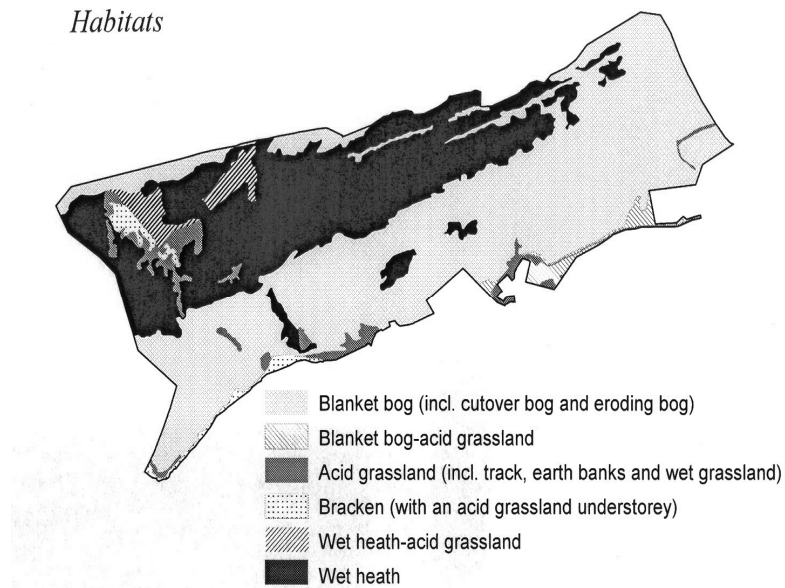 Habitats
Blanket bog (incl. cutover bog and eroding bog)
Blanket bog-acid grassland
Acid grassland (incl. track, earth banks and wet grassland)
Bracken (with an acid grassland understorey)
Wet heath-acid grassland
Wet heath